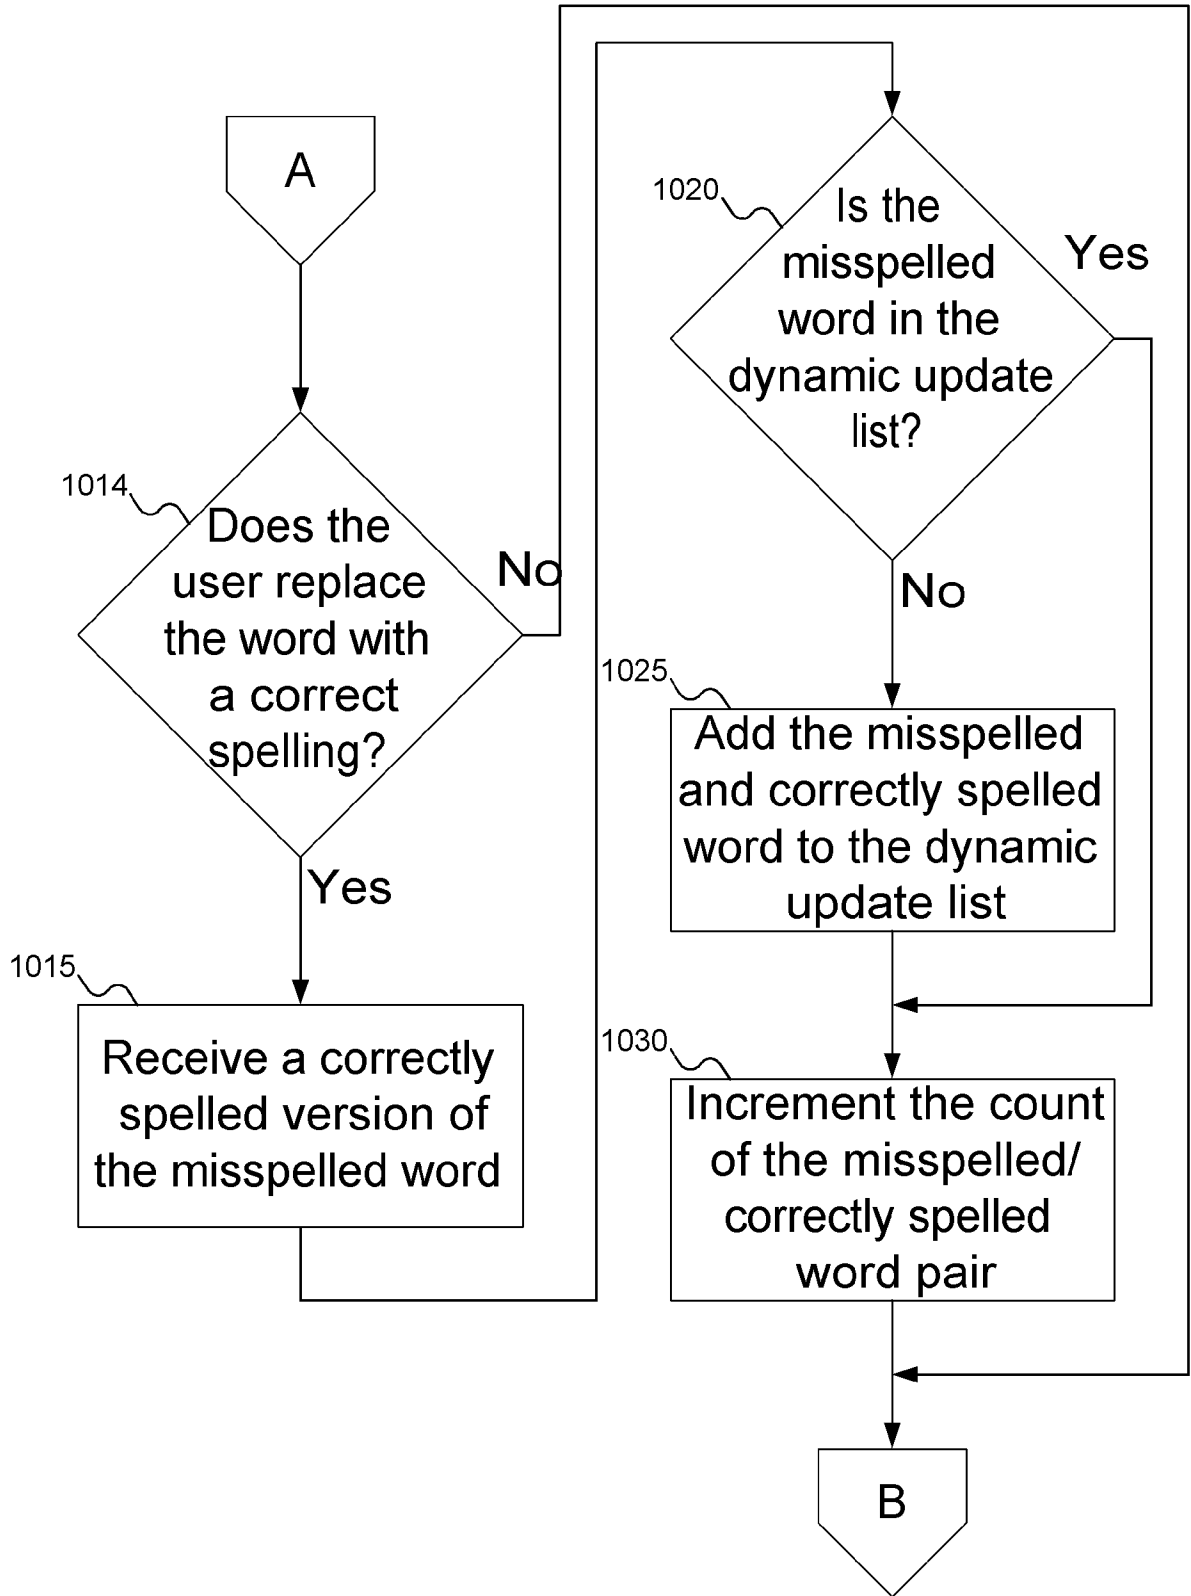 A
1014
Does the
user replace
the word with
a correct
spelling?
No
Yes
1015
Receive a correctly
spelled version of
the misspelled word
1020
Is the
misspelled
word in the
dynamic update
list?
Yes
No
1025
Add the misspelled
and correctly spelled
word to the dynamic
update list
1030
Increment the count
of the misspelled/
correctly spelled
word pair
B